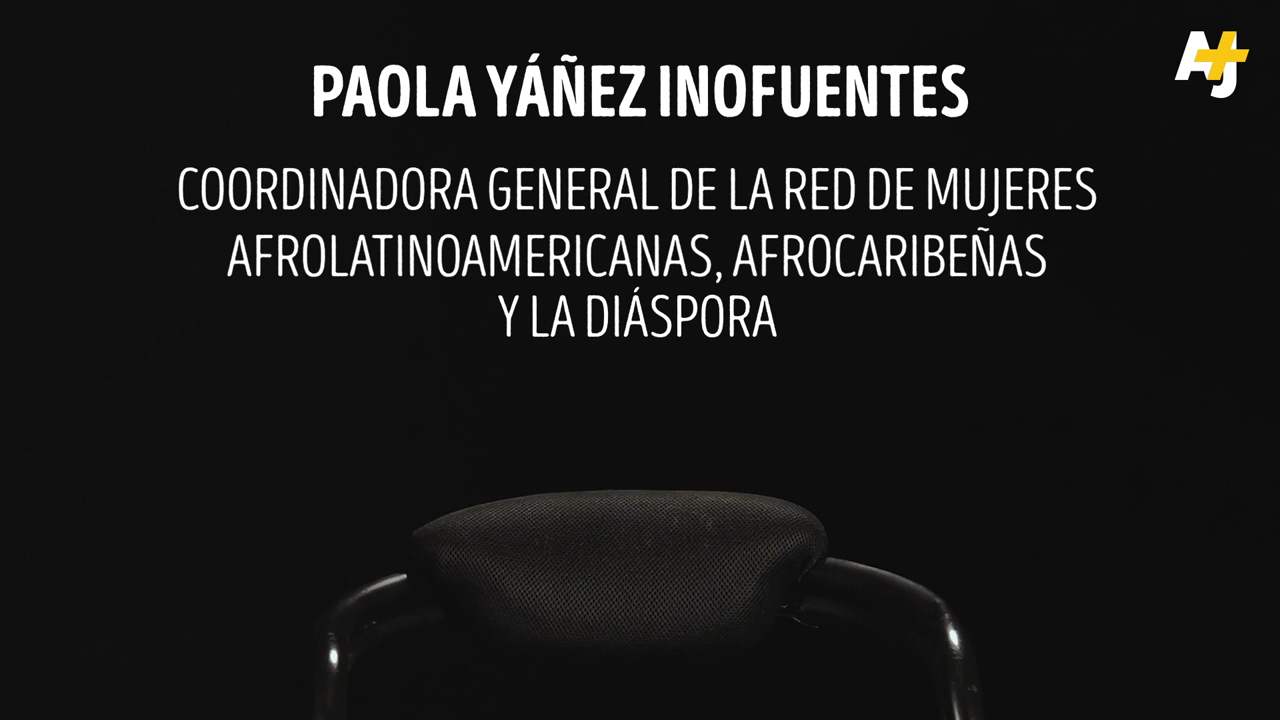 AJ+
PAOLA YÁÑEZ INOFUENTES
COORDINADORA GENERAL DE LA RED DE MUJERES
AFROLATINOAMERICANAS, AFROCARIBEÑAS
Y LA DIÁSPORA